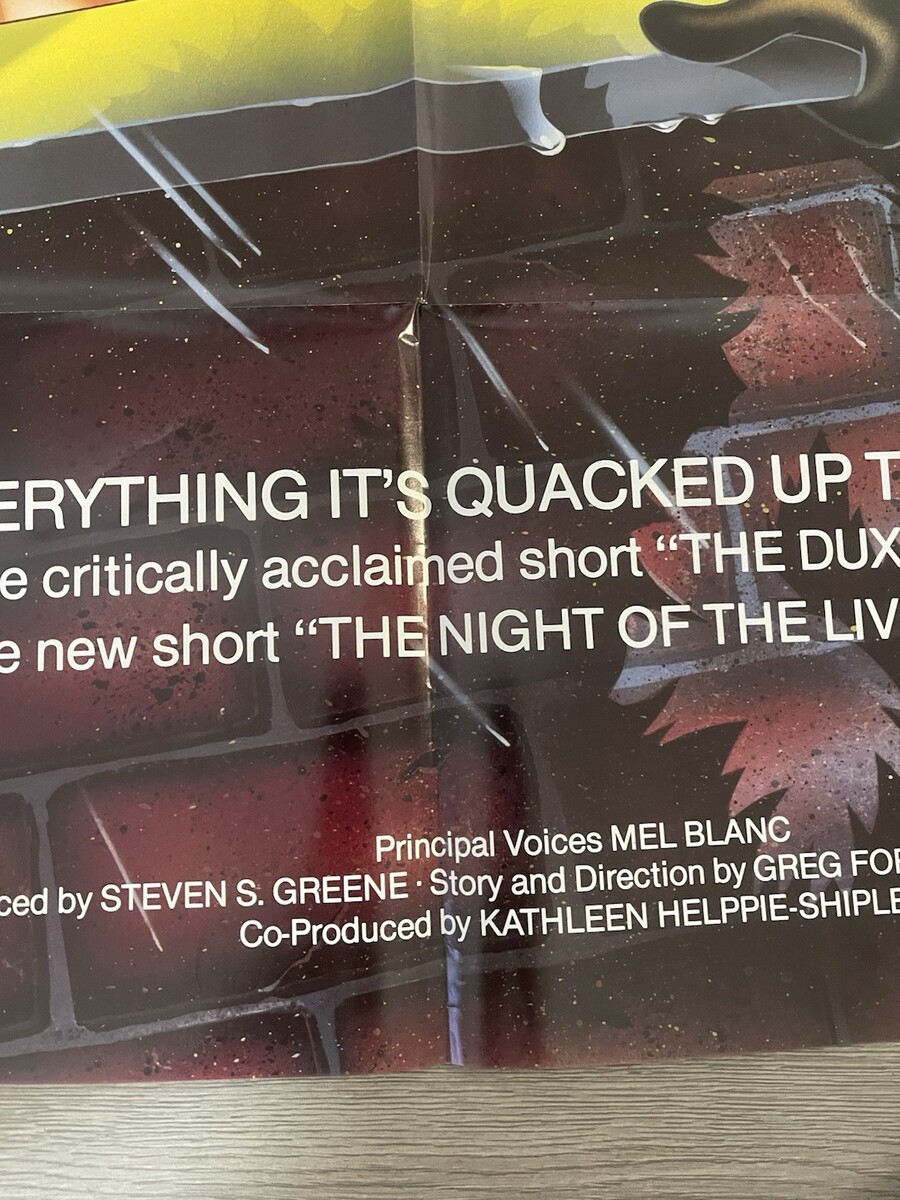 ERYTHING IT'S QUACKED UP T
e critically acclaimed short “THE DUX
e new short “THE NIGHT OF THE LIV
Principal Voices MEL BLANC
ced by STEVEN S. GREENE · Story and Direction by GREG FOR
Co-Produced by KATHLEEN HELPPIE-SHIPLE